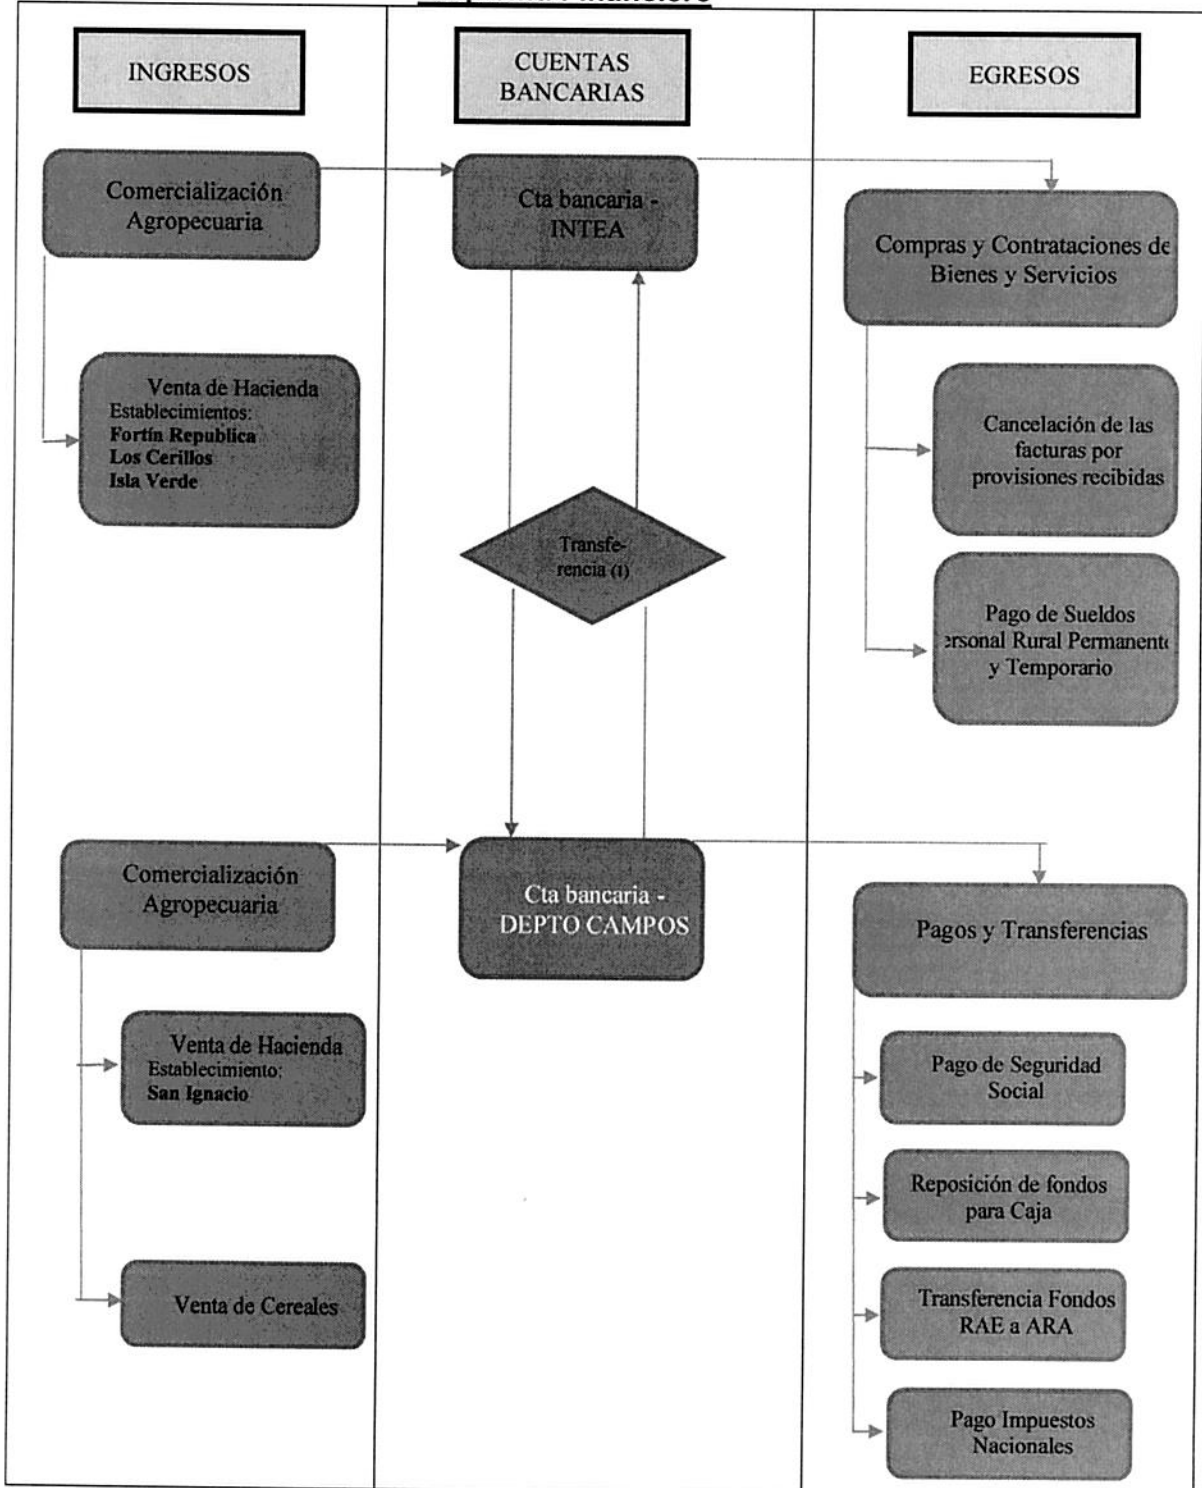 INGRESOS
CUENTAS
BANCARIAS
EGRESOS
Comercialización
Agropecuaria
Cta bancaria -
INTEA
Compras y Contrataciones de
Bienes y Servicios
Venta de Hacienda
Establecimientos:
Fortín Republica
Los Cerillos
Isla Verde
Cancelación de las
facturas por
provisiones recibidas
Transfe-
rencia (1)
Pago de Sueldos
ersonal Rural Permanente
y Temporario
Comercialización
Agropecuaria
Cta bancaria -
DEPTO CAMPOS
Pagos y Transferencias
Venta de Hacienda
Establecimiento:
San Ignacio
Pago de Seguridad
Social
Reposición de fondos
para Caja
Venta de Cereales
Transferencia Fondos
RAE a ARA
Pago Impuestos
Nacionales